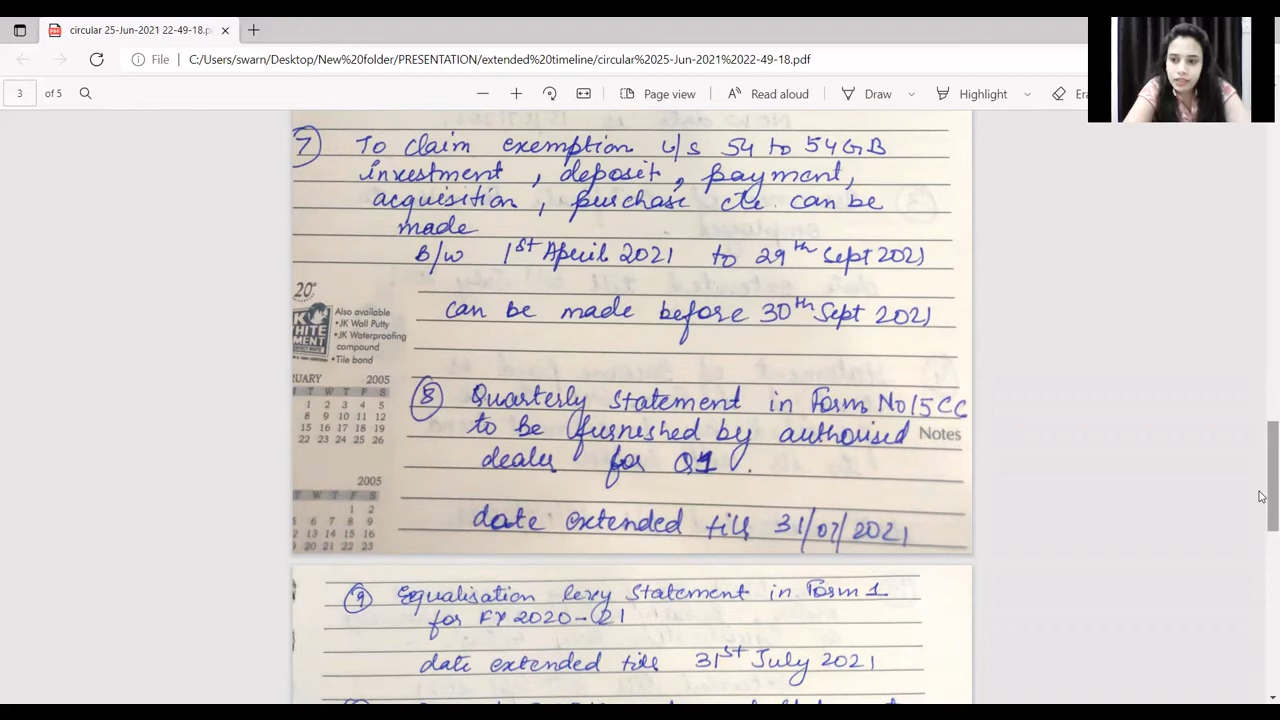 circular 25-Jun-2021 22-49-18.p
File C:/Users/swarn/Desktop/New%20folder/PRESENTATION/extended%20timeline/circular%2025-Jun-2021%2022-49-18.pdf
3 of 5 Page view Read aloud Draw Highlight Era
7 To claim exemption u/s 54 to 54GB
investment, deposit, payment,
acquisition, purchase etc. can be
made
B/w 1st April 2021 to 29th Sept 2021
can be made before 30th Sept 2021
20
K
HITE
MENT
Also available
• JK Wall Putty
• JK Waterproofing
compound
• Tile bond
UARY 2005
T W T F S
1 2 3 4 5
8 9 10 11 12
15 16 17 18 19
22 23 24 25 26
8 Quarterly Statement in Form No 15CC
to be furnished by authorised
Notes
dealer for Q1.
2005
T W T F S
1 2
5 6 7 8 9
2 13 14 15 16
9 20 21 22 23
date extended till 31/07/2021
9 Equalisation levy Statement in Form 1
for FY 2020-21
date extended till 31st July 2021